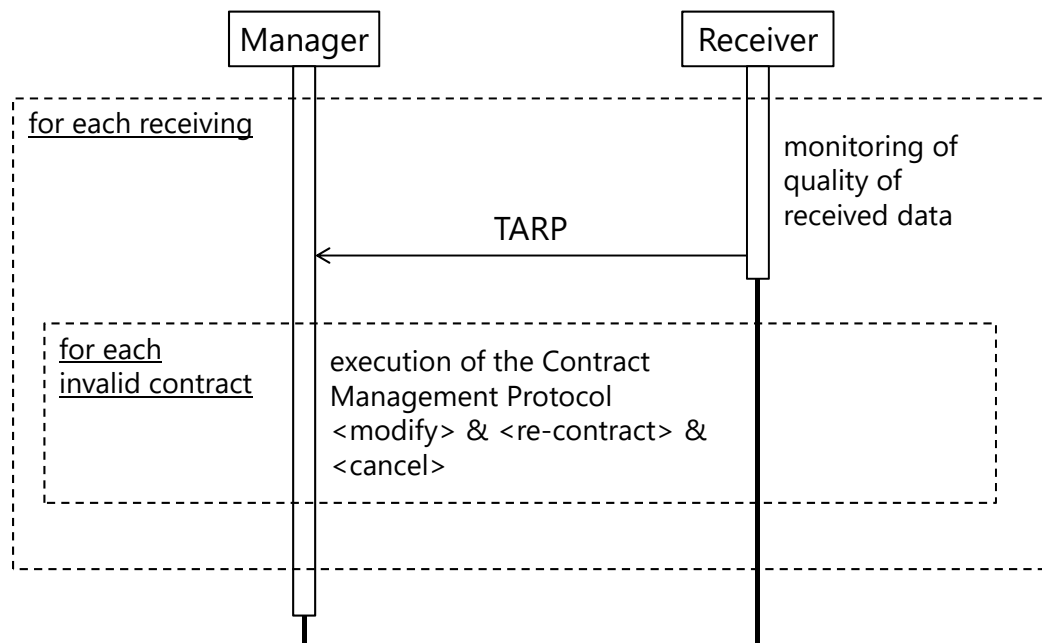 Manager
Receiver
for each receiving
monitoring of
quality of
received data
TARP
for each
invalid contract
execution of the Contract
Management Protocol
<modify> & <re-contract> &
<cancel>